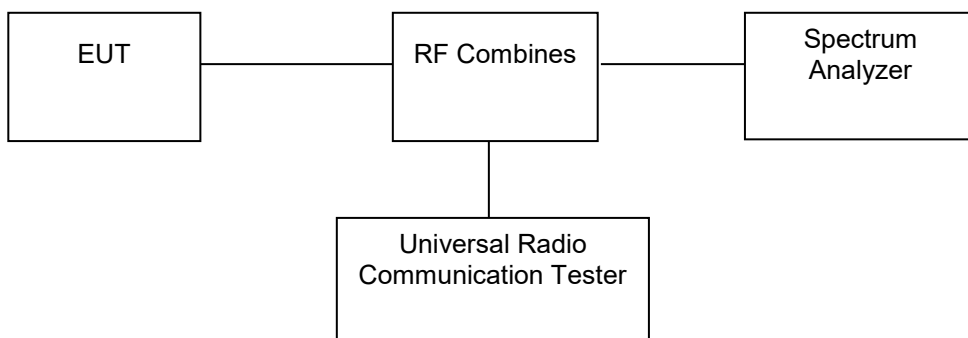 EUT
RF Combines
Spectrum
Analyzer
Universal Radio
Communication Tester